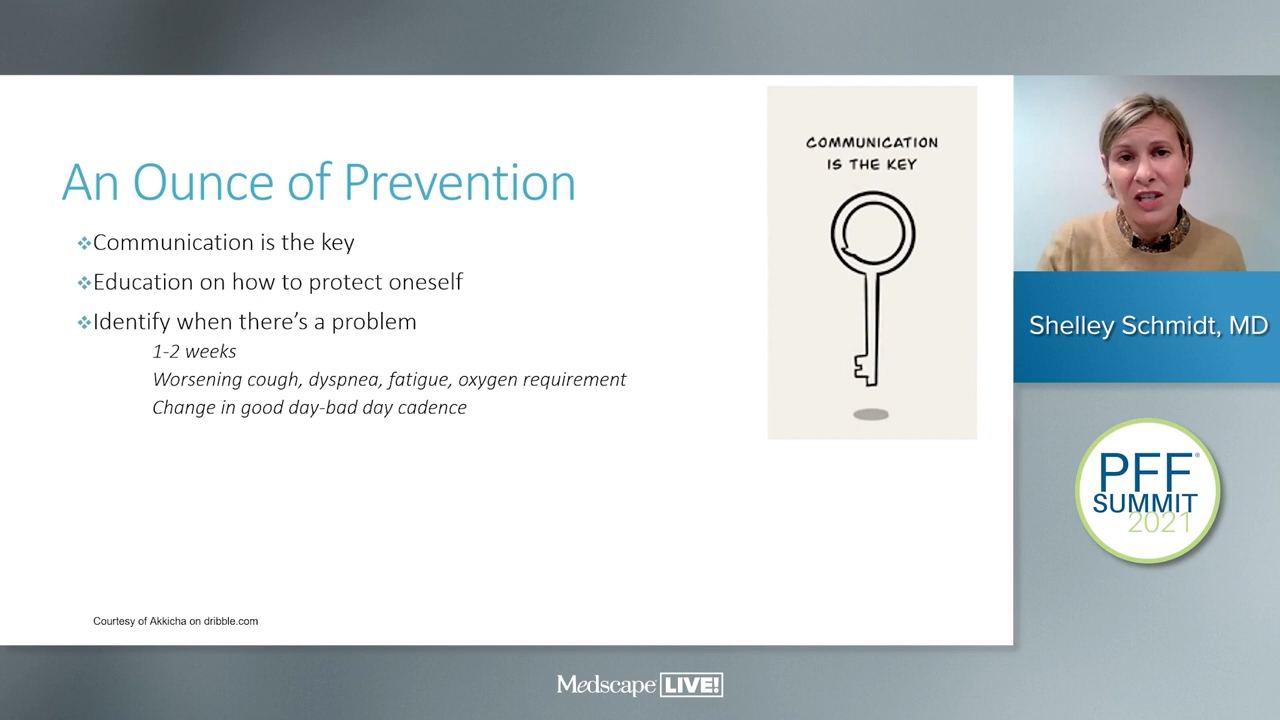 An Ounce of Prevention
❖Communication is the key
❖Education on how to protect oneself
❖Identify when there's a problem
1-2 weeks
Worsening cough, dyspnea, fatigue, oxygen requirement
Change in good day-bad day cadence
COMMUNICATION
IS THE KEY
Courtesy of Akkicha on dribble.com
Shelley Schmidt, MD
PFF®
SUMMIT
2021
Medscape LIVE!